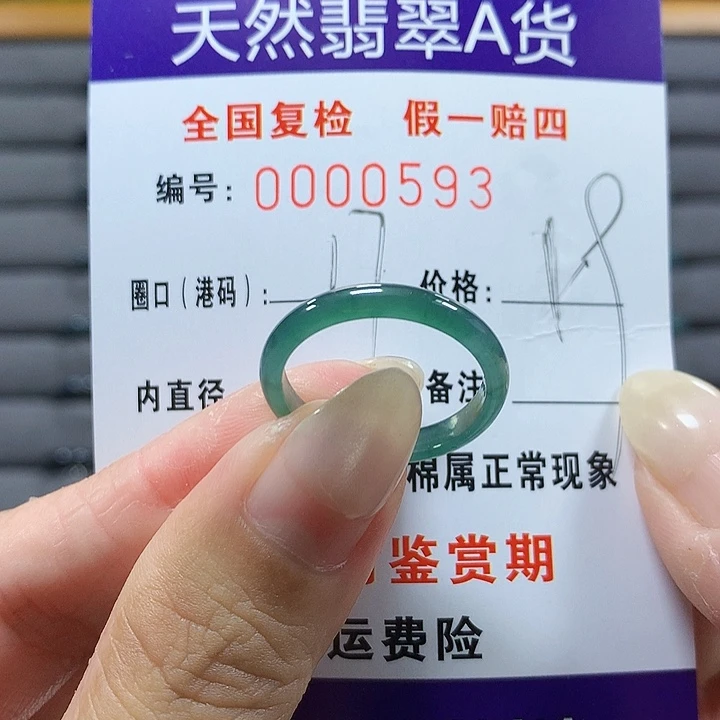 天然翡翠A货
全国复检 假一赔四
编号: 0000593
圈口(港码): 17 价格:
内直径 备注
棉属正常现象
鉴赏期
运费险